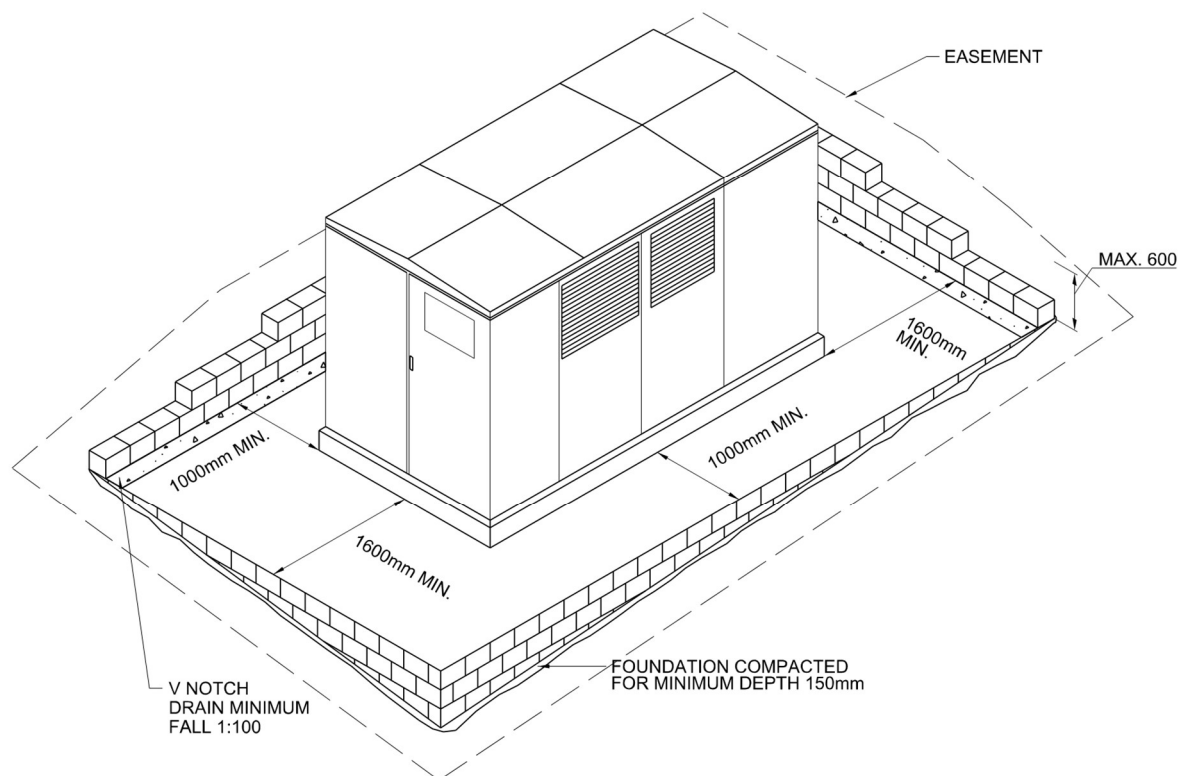 EASEMENT
MAX. 600
1600mm
MIN.
1000mm MIN.
1000mm MIN.
1600mm MIN.
FOUNDATION COMPACTED
FOR MINIMUM DEPTH 150mm
V NOTCH
DRAIN MINIMUM
FALL 1:100